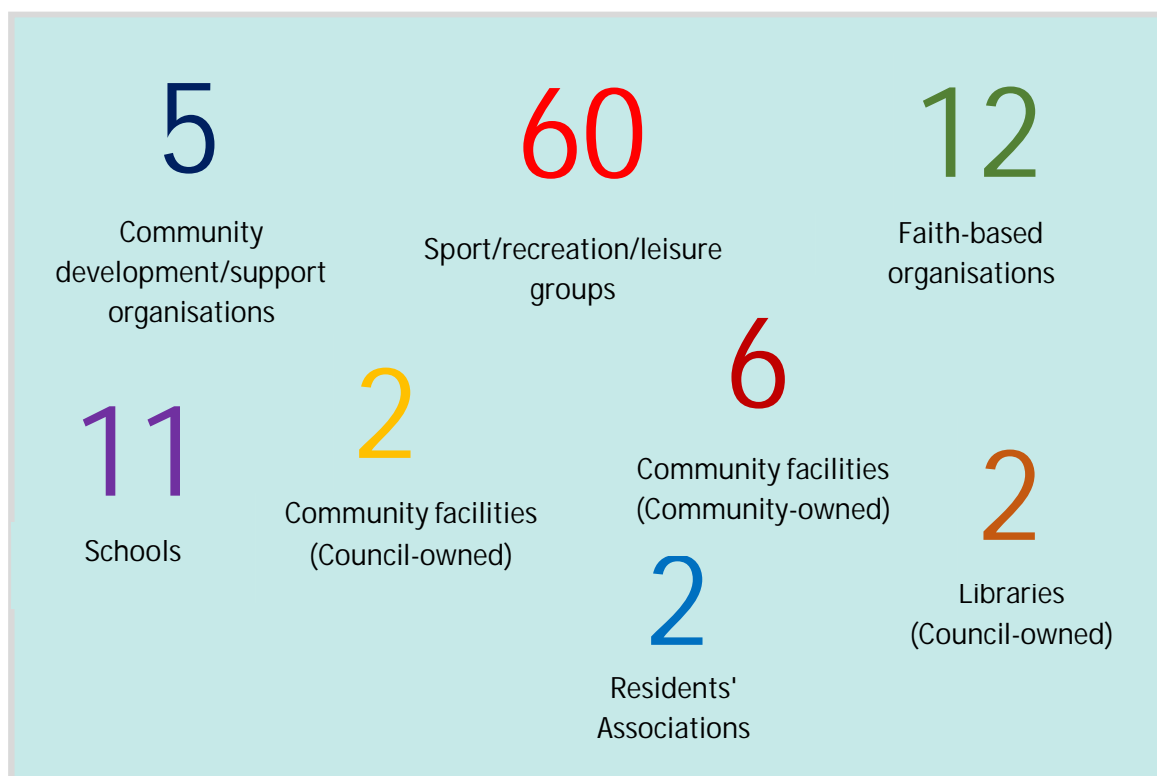 5
Community
development/support
organisations
60
Sport/recreation/leisure
groups
12
Faith-based
organisations
11
Schools
2
Community facilities
(Council-owned)
6
Community facilities
(Community-owned)
2
Libraries
(Council-owned)
2
Residents'
Associations